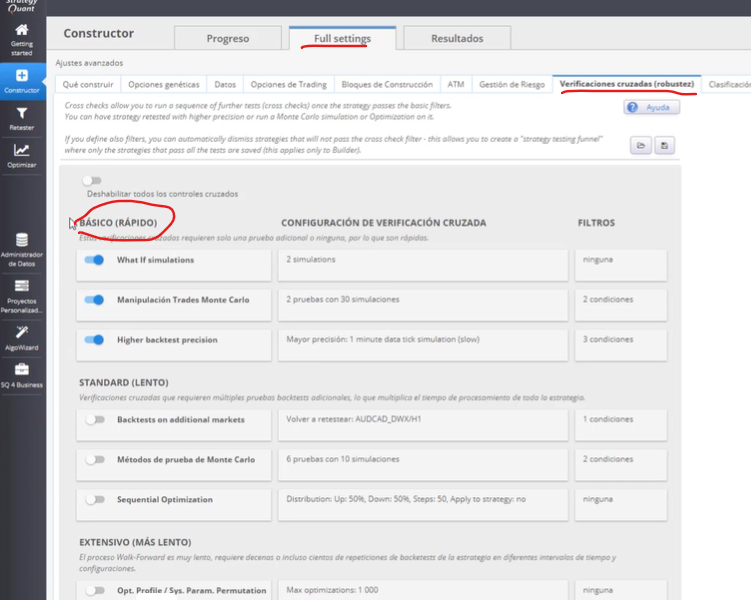 Strategy
Quant
Getting
started
Constructor
Retester
Optimizar
Administrador
de Datos
Proyectos
Personalizad...
AlgoWizard
SQ 4 Business
Constructor
Progreso
Full settings
Resultados
Ajustes avanzados
Qué construir
Opciones genéticas
Datos
Opciones de Trading
Bloques de Construcción
ATM
Gestión de Riesgo
Verificaciones cruzadas (robustez)
Clasificación
Cross checks allow you to run a sequence of further tests (cross checks) once the strategy passes the basic filters.
You can have strategy retested with higher precision or run a Monte Carlo simulation or Optimization on it.
Ayuda
If you define also filters, you can automatically dismiss strategies that will not pass the cross check filter - this allows you to create a "strategy testing funnel"
where only the strategies that pass all the tests are saved (this applies only to Builder).
Deshabilitar todos los controles cruzados
BÁSICO (RÁPIDO)
CONFIGURACIÓN DE VERIFICACIÓN CRUZADA
FILTROS
Estas verificaciones cruzadas requieren solo una prueba adicional o ninguna, por lo que son rápidas.
What If simulations
2 simulations
ninguna
Manipulación Trades Monte Carlo
2 pruebas con 30 simulaciones
2 condiciones
Higher backtest precision
Mayor precisión: 1 minute data tick simulation (slow)
3 condiciones
STANDARD (LENTO)
Verificaciones cruzadas que requieren múltiples pruebas backtests adicionales, lo que multiplica el tiempo de procesamiento de toda la estrategia.
Backtests on additional markets
Volver a retestear: AUDCAD_DWX/H1
1 condiciones
Métodos de prueba de Monte Carlo
6 pruebas con 10 simulaciones
2 condiciones
Sequential Optimization
Distribution: Up: 50%, Down: 50%, Steps: 50, Apply to strategy: no
ninguna
EXTENSIVO (MÁS LENTO)
El proceso Walk-Forward es muy lento, requiere decenas o incluso cientos de repeticiones de backetests de la estrategia en diferentes intervalos de tiempo y
configuraciones.
Opt. Profile / Sys. Param. Permutation
Max optimizations: 1 000
ninguna